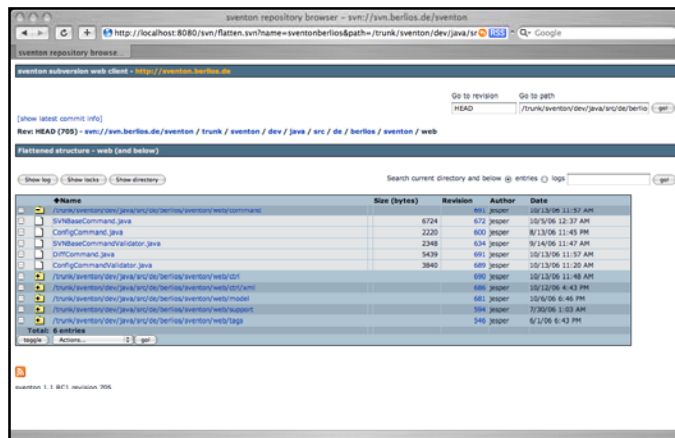 sventon repository browser – svn://svn.berlios.de/sventon
http://localhost:8080/svn/flatten.svn?name=sventonberlios&path=/trunk/sventon/dev/java/sr RSS Google
sventon repository browse...
sventon subversion web client - http://sventon.berlios.de
Go to revision Go to path
HEAD /trunk/sventon/dev/java/src/de/berlio go!
[show latest commit info]
Rev: HEAD (705) - svn://svn.berlios.de/sventon / trunk / sventon / dev / java / src / de / berlios / sventon / web
Flattened structure - web (and below)
Show log Show locks Show directory Search current directory and below entries logs go!
Name Size (bytes) Revision Author Date
/trunk/sventon/dev/java/src/de/berlios/sventon/web/command 691 jesper 10/13/06 11:57 AM
SVNBaseCommand.java 6724 672 jesper 10/5/06 12:37 AM
ConfigCommand.java 2220 600 jesper 8/13/06 11:45 PM
SVNBaseCommandValidator.java 2348 634 jesper 9/14/06 11:47 AM
DiffCommand.java 5439 691 jesper 10/13/06 11:57 AM
ConfigCommandValidator.java 3840 689 jesper 10/13/06 11:20 AM
/trunk/sventon/dev/java/src/de/berlios/sventon/web/ctrl 690 jesper 10/13/06 11:48 AM
/trunk/sventon/dev/java/src/de/berlios/sventon/web/ctrl/xml 686 jesper 10/12/06 4:43 PM
/trunk/sventon/dev/java/src/de/berlios/sventon/web/model 681 jesper 10/6/06 6:46 PM
/trunk/sventon/dev/java/src/de/berlios/sventon/web/support 594 jesper 7/30/06 1:03 AM
/trunk/sventon/dev/java/src/de/berlios/sventon/web/tags 546 jesper 6/1/06 6:43 PM
Total: 6 entries
toggle Actions... go!
sventon 1.1 RC1 revision 705